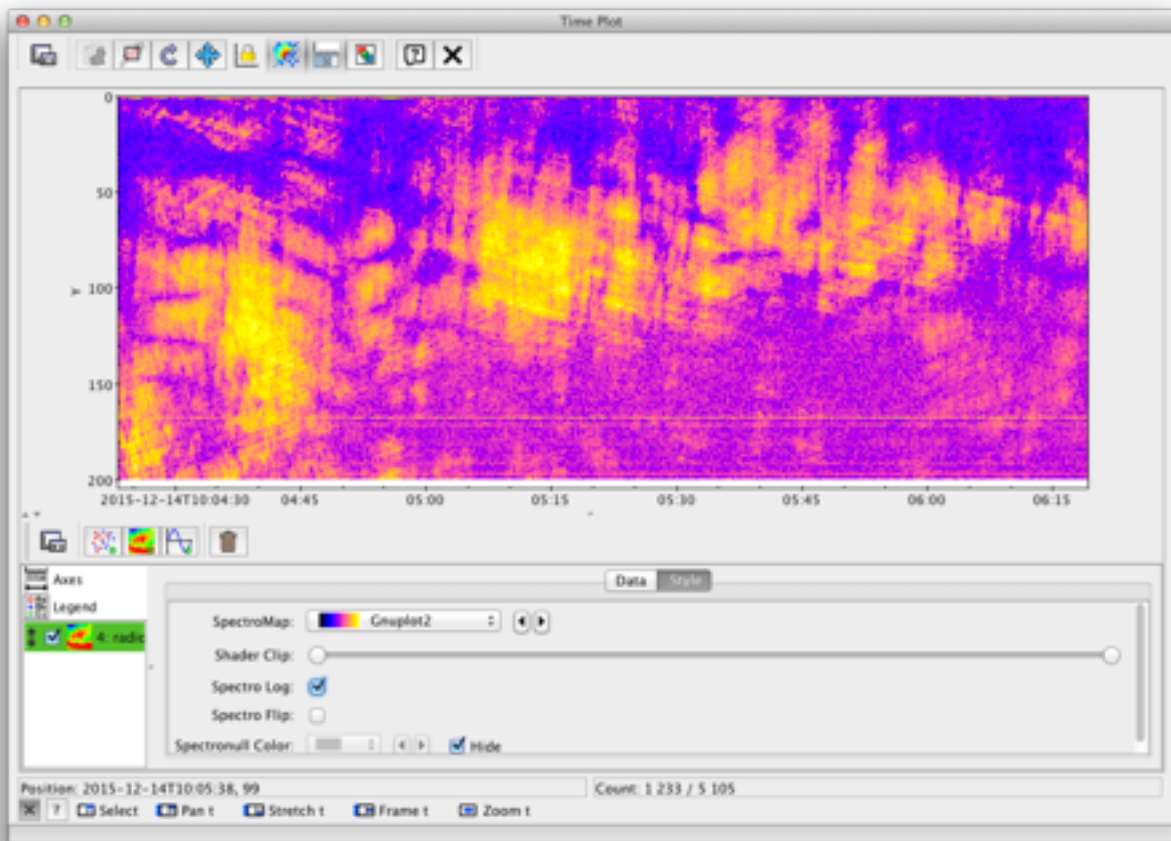 Time Plot
0
50
Y
100
150
200
2015-12-14T10:04:30 04:45 05:00 05:15 05:30 05:45 06:00 06:15
Axes
Legend
4: radio
Data Style
SpectroMap: Gnuplot2
Shader Clip:
Spectro Log:
Spectro Flip:
Spectronull Color: Hide
Position: 2015-12-14T10:05:38, 99 Count: 1 233 / 5 105
? Select Pan t Stretch t Frame t Zoom t